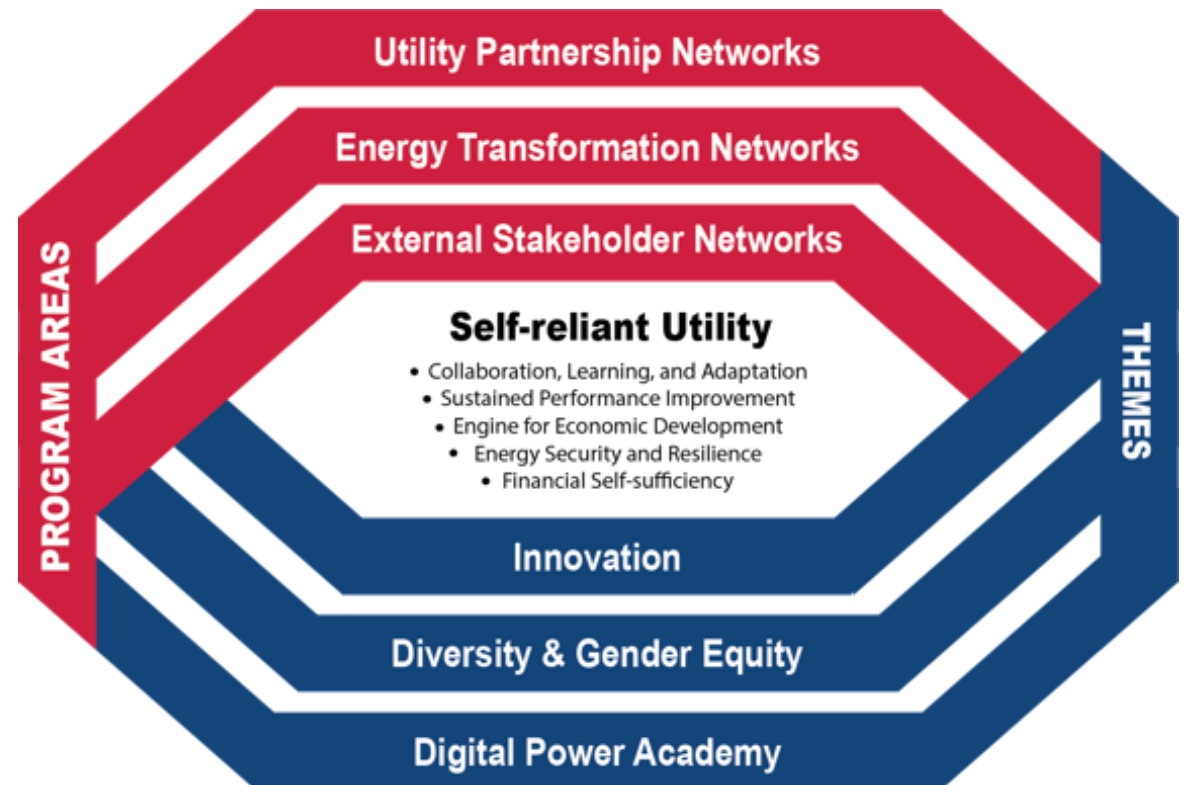 Utility Partnership Networks
Energy Transformation Networks
External Stakeholder Networks
PROGRAM AREAS
Self-reliant Utility
• Collaboration, Learning, and Adaptation
• Sustained Performance Improvement
• Engine for Economic Development
• Energy Security and Resilience
• Financial Self-sufficiency
THEMES
Innovation
Diversity & Gender Equity
Digital Power Academy